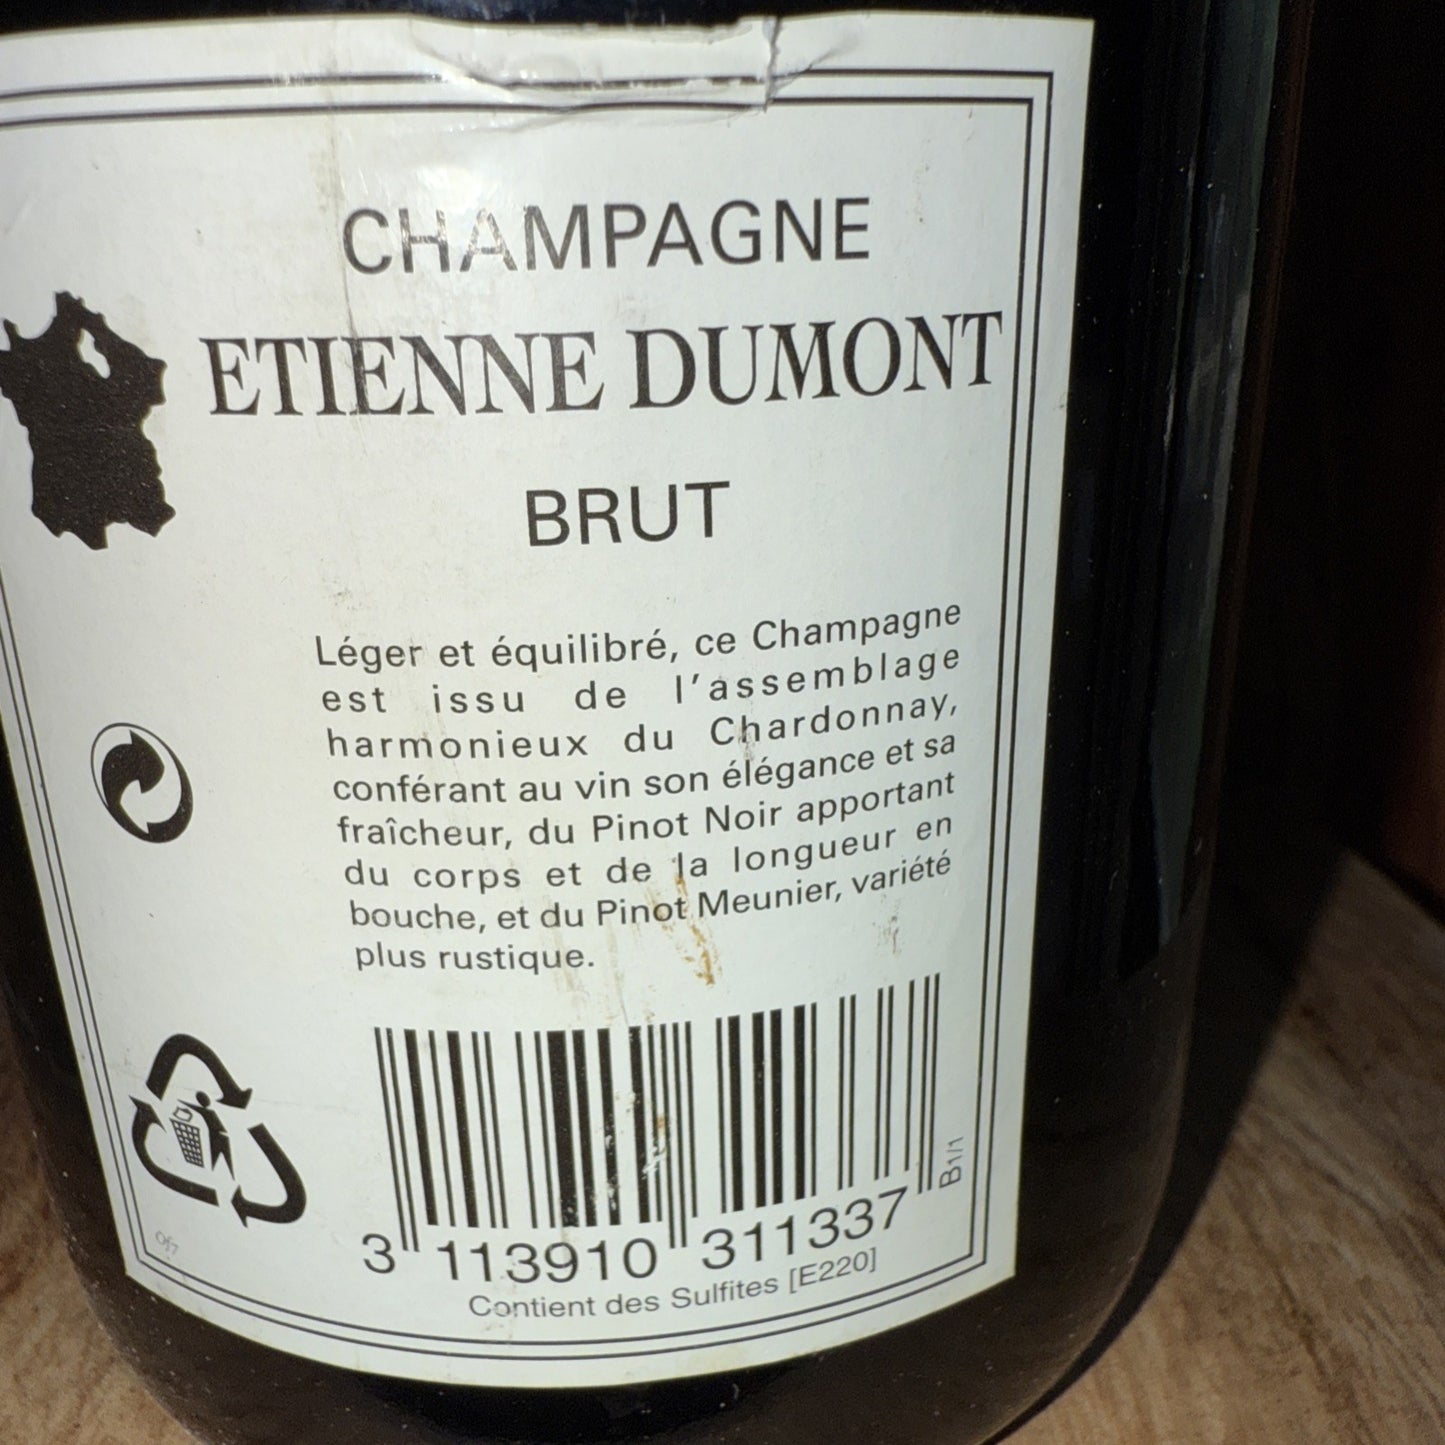 CHAMPAGNE
ETIENNE DUMONT
BRUT
Léger et équilibré, ce Champagne
est issu de l'assemblage
harmonieux du Chardonnay,
conférant au vin son élégance et sa
fraîcheur, du Pinot Noir apportant
du corps et de la longueur en
bouche, et du Pinot Meunier, variété
plus rustique.
B1/1
3 113910 311337
Contient des Sulfites [E220]